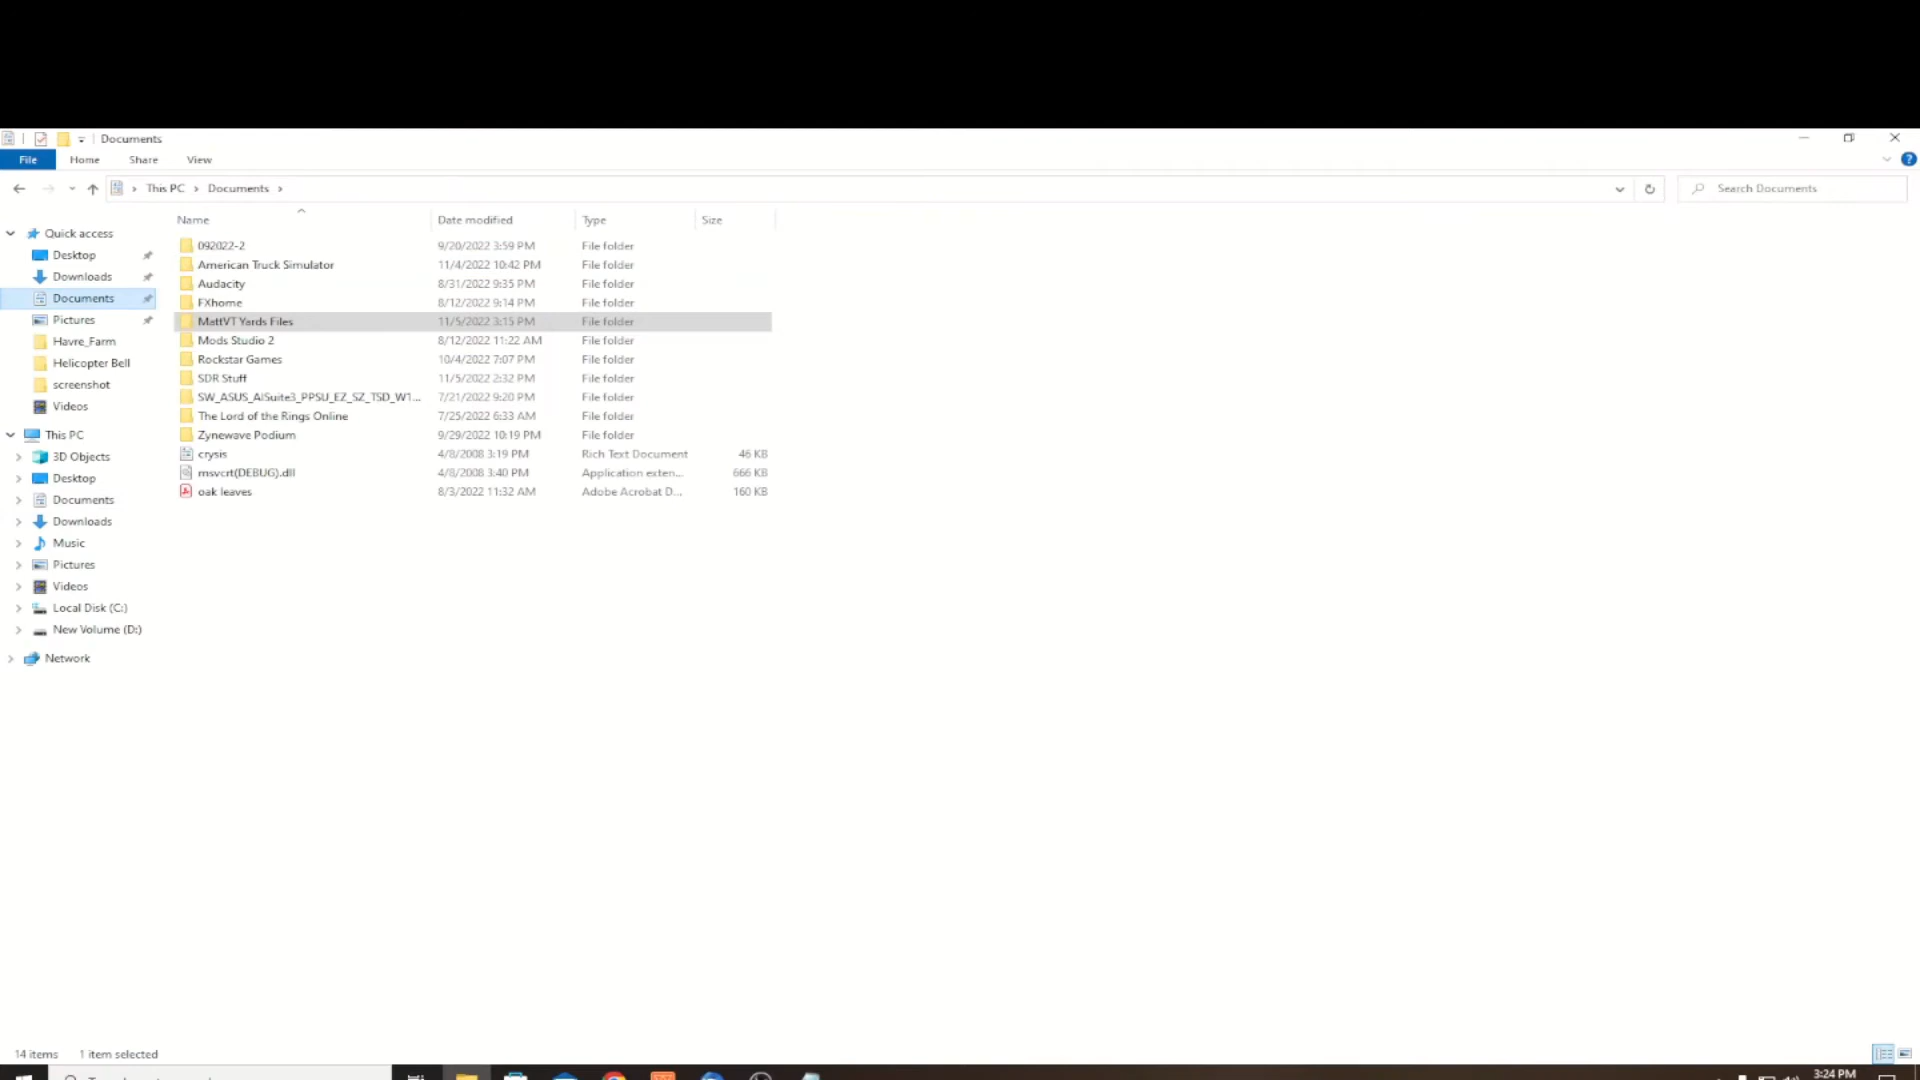 Documents
File Home Share View
This PC Documents
Search Documents
Name Date modified Type Size
Quick access
Desktop
Downloads
Documents
Pictures
Havre_Farm
Helicopter Bell
screenshot
Videos
This PC
3D Objects
Desktop
Documents
Downloads
Music
Pictures
Videos
Local Disk (C:)
New Volume (D:)
Network
092022-2 9/20/2022 3:59 PM File folder
American Truck Simulator 11/4/2022 10:42 PM File folder
Audacity 8/31/2022 9:35 PM File folder
FXhome 8/12/2022 9:14 PM File folder
MattVT Yards Files 11/5/2022 3:15 PM File folder
Mods Studio 2 8/12/2022 11:22 AM File folder
Rockstar Games 10/4/2022 7:07 PM File folder
SDR Stuff 11/5/2022 2:32 PM File folder
SW_ASUS_AISuite3_PPSU_EZ_SZ_TSD_W1... 7/21/2022 9:20 PM File folder
The Lord of the Rings Online 7/25/2022 6:33 AM File folder
Zynewave Podium 9/29/2022 10:19 PM File folder
crysis 4/8/2008 3:19 PM Rich Text Document 46 KB
msvcrt(DEBUG).dll 4/8/2008 3:40 PM Application exten... 666 KB
oak leaves 8/3/2022 11:32 AM Adobe Acrobat D... 160 KB
14 items 1 item selected
3:24 PM